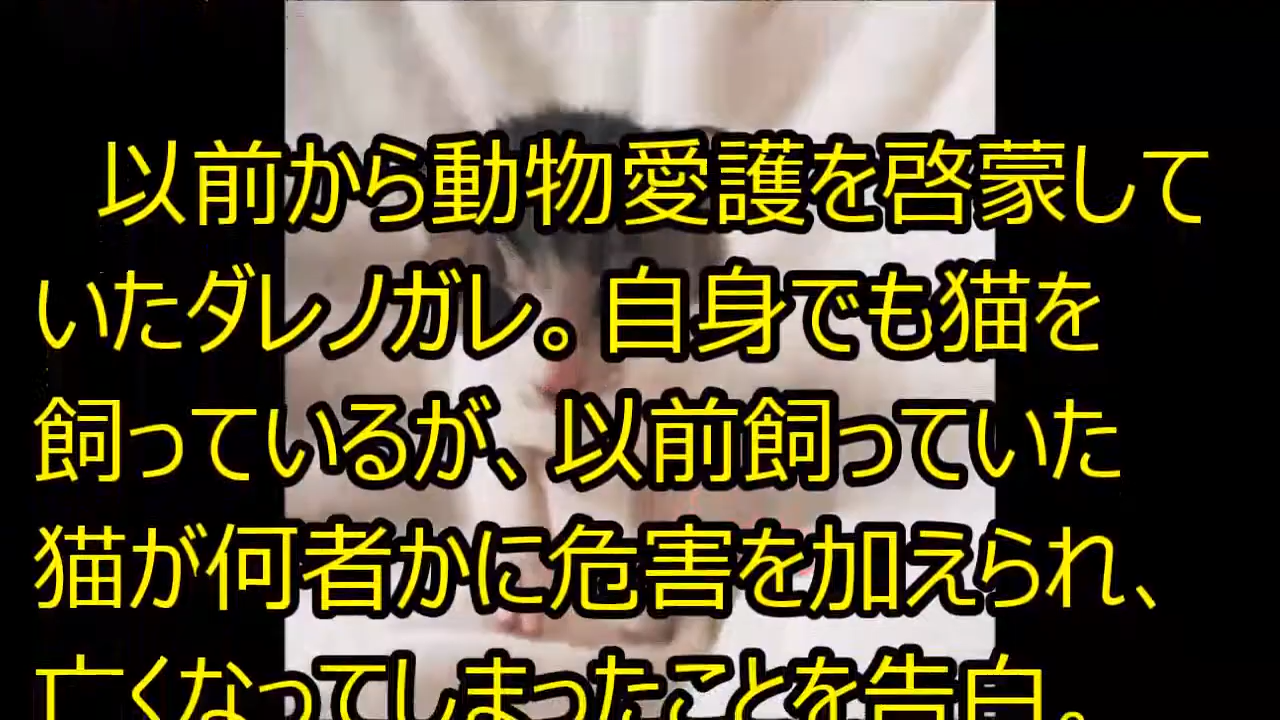 以前から動物愛護を啓蒙して
いたダレノガレ。自身でも猫を
飼っているが、以前飼っていた
猫が何者かに危害を加えられ、
亡くなってしまったことを告白。